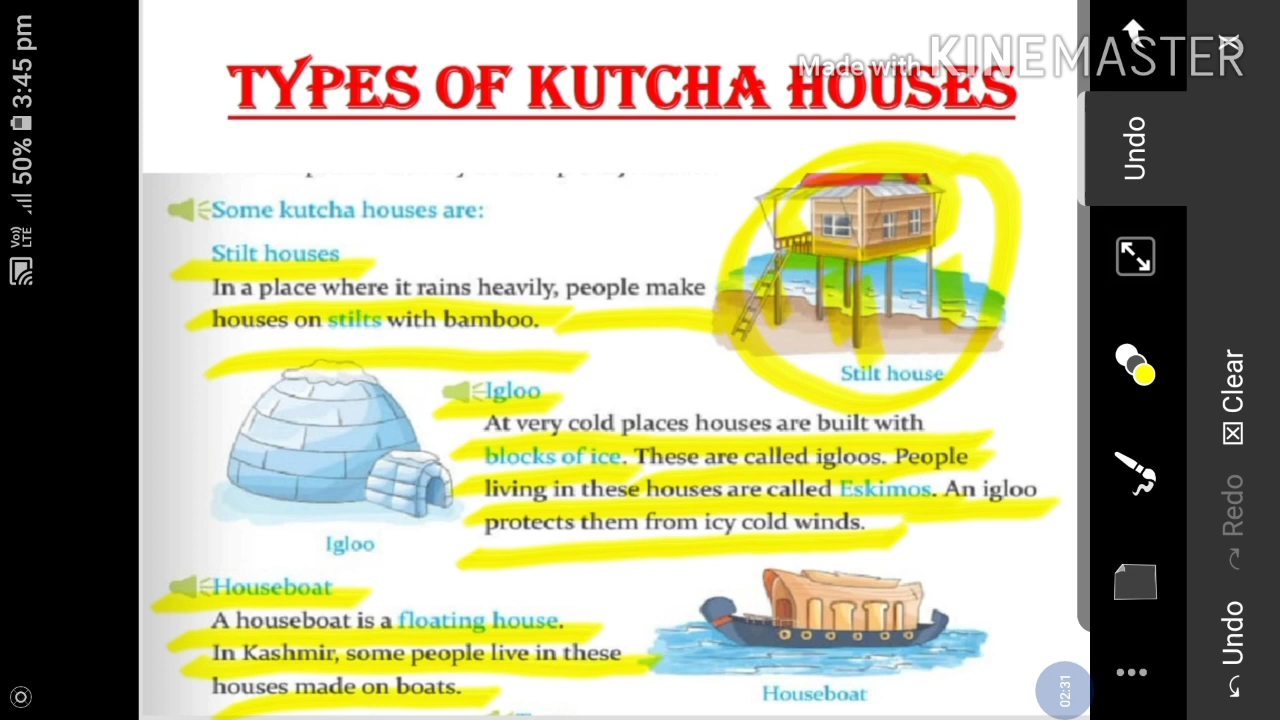 3:45 pm
50%
Vo))
LTE
Made with KINEMASTER
TYPES OF KUTCHA HOUSES
Some kutcha houses are:
Stilt houses
In a place where it rains heavily, people make
houses on stilts with bamboo.
Stilt house
Igloo
At very cold places houses are built with
blocks of ice. These are called igloos. People
living in these houses are called Eskimos. An igloo
protects them from icy cold winds.
Igloo
Houseboat
A houseboat is a floating house.
In Kashmir, some people live in these
houses made on boats.
Houseboat
02:31
Undo
Clear
Redo
Undo